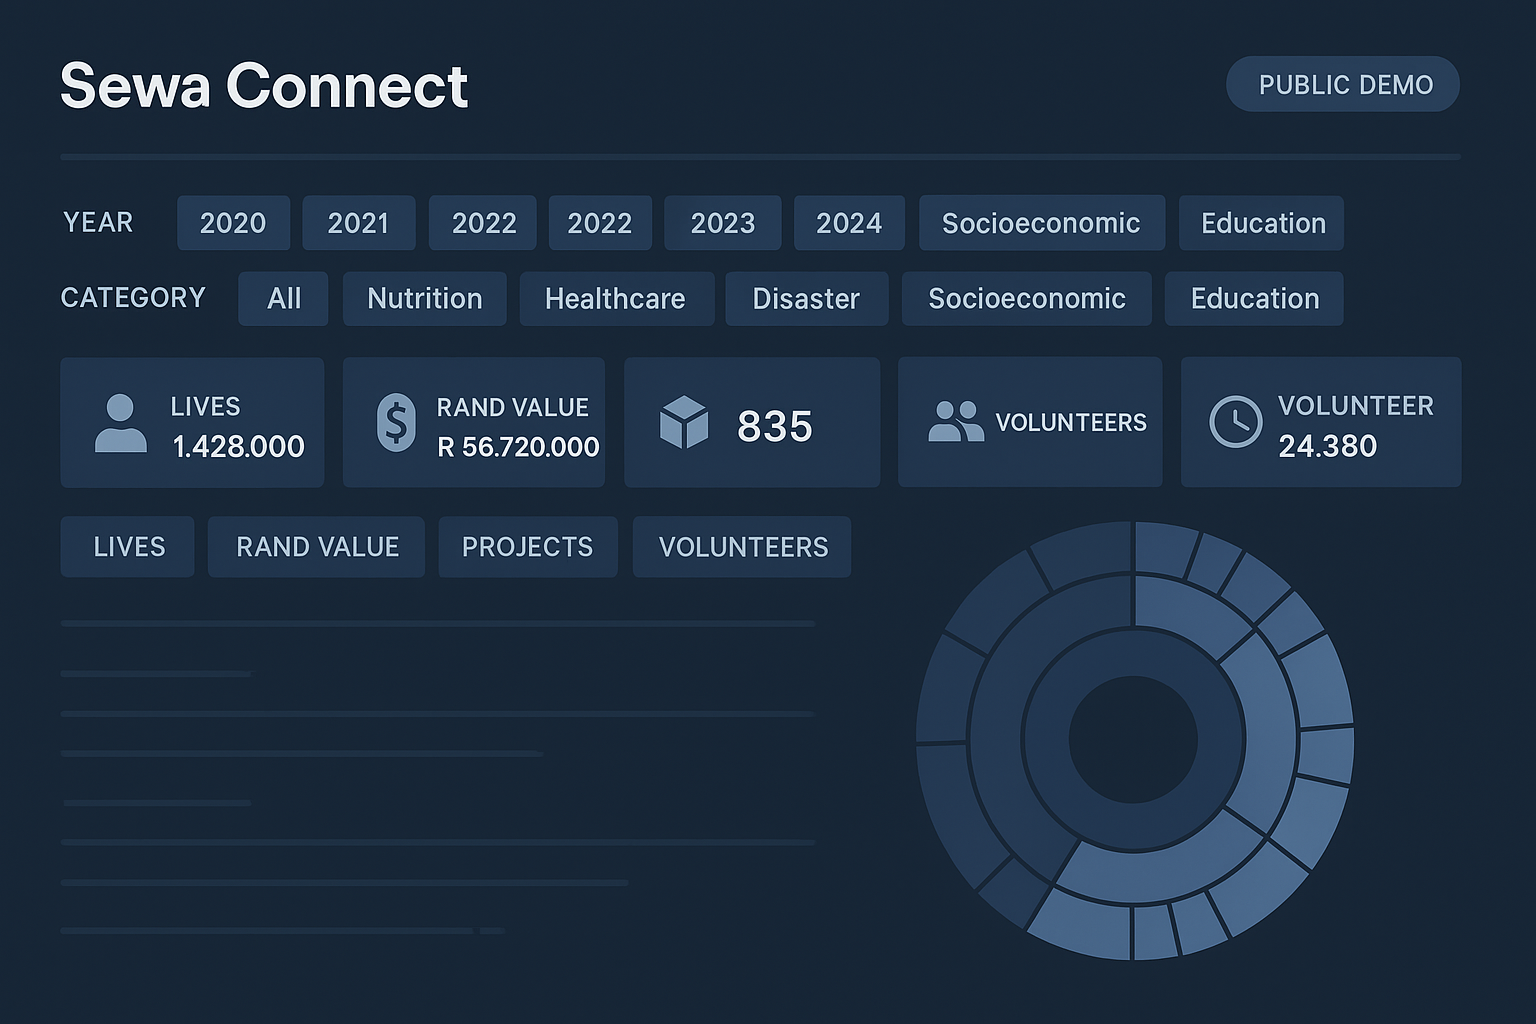 Sewa Connect
PUBLIC DEMO
YEAR 2020 2021 2022 2022 2023 2024 Socioeconomic Education
CATEGORY All Nutrition Healthcare Disaster Socioeconomic Education
LIVES
1.428.000
RAND VALUE
R 56.720.000
835
VOLUNTEERS
VOLUNTEER
24.380
LIVES RAND VALUE PROJECTS VOLUNTEERS